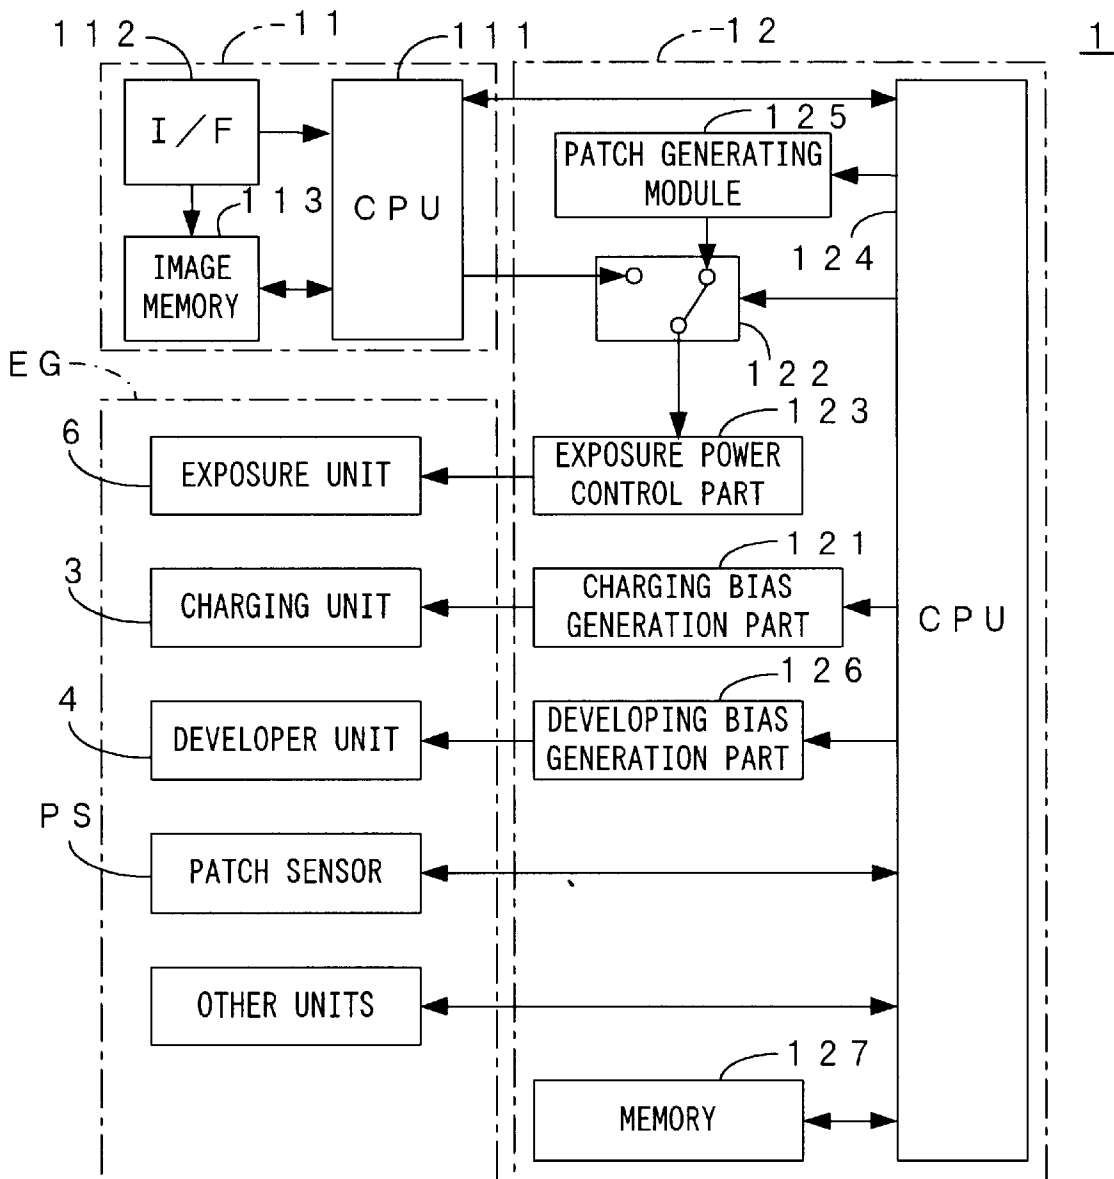 112
11
111
12
1
I/F
125
PATCH GENERATING
MODULE
113
CPU
IMAGE
MEMORY
124
122
EG
123
6
EXPOSURE UNIT
EXPOSURE POWER
CONTROL PART
121
3
CHARGING UNIT
CHARGING BIAS
GENERATION PART
CPU
126
4
DEVELOPER UNIT
DEVELOPING BIAS
GENERATION PART
PS
PATCH SENSOR
OTHER UNITS
127
MEMORY